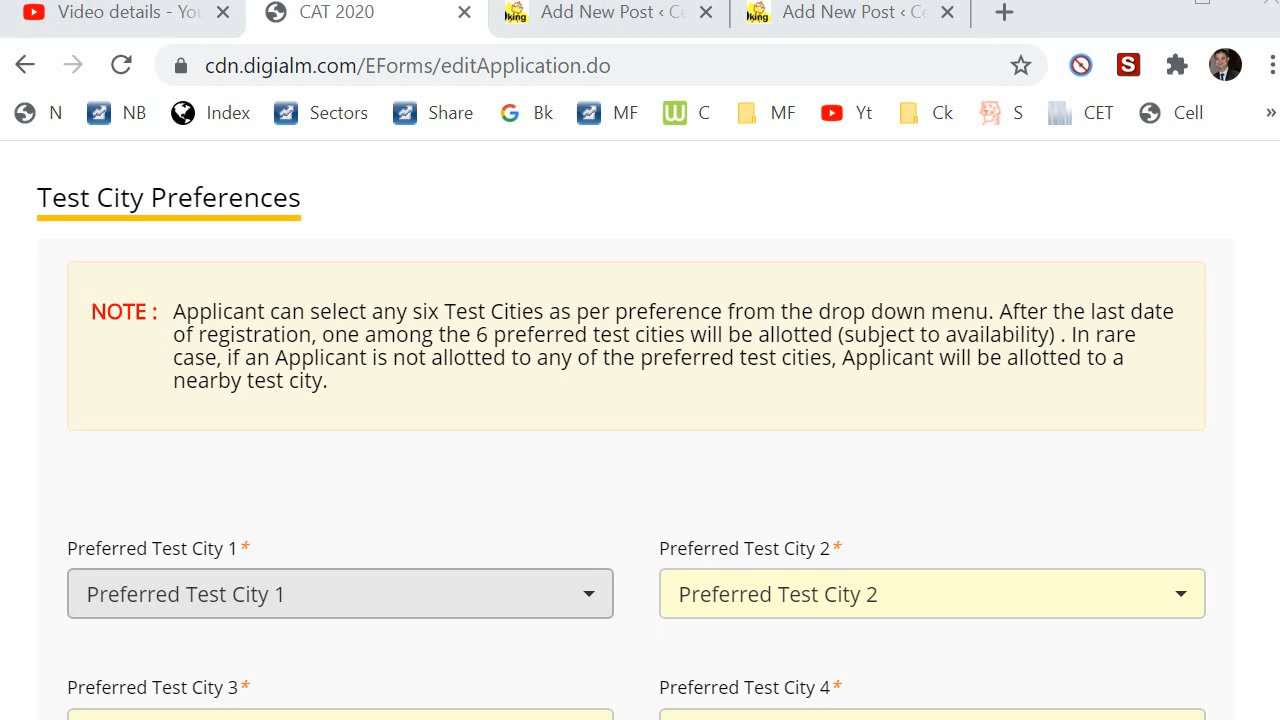 Video details - You
CAT 2020
Add New Post ‹ Ce
Add New Post ‹ Ce
cdn.digialm.com/EForms/editApplication.do
S
N
NB
Index
Sectors
Share
Bk
MF
C
MF
Yt
Ck
S
CET
Cell
»
Test City Preferences
NOTE : Applicant can select any six Test Cities as per preference from the drop down menu. After the last date
of registration, one among the 6 preferred test cities will be allotted (subject to availability) . In rare
case, if an Applicant is not allotted to any of the preferred test cities, Applicant will be allotted to a
nearby test city.
Preferred Test City 1*
Preferred Test City 2*
Preferred Test City 1
Preferred Test City 2
Preferred Test City 3*
Preferred Test City 4*